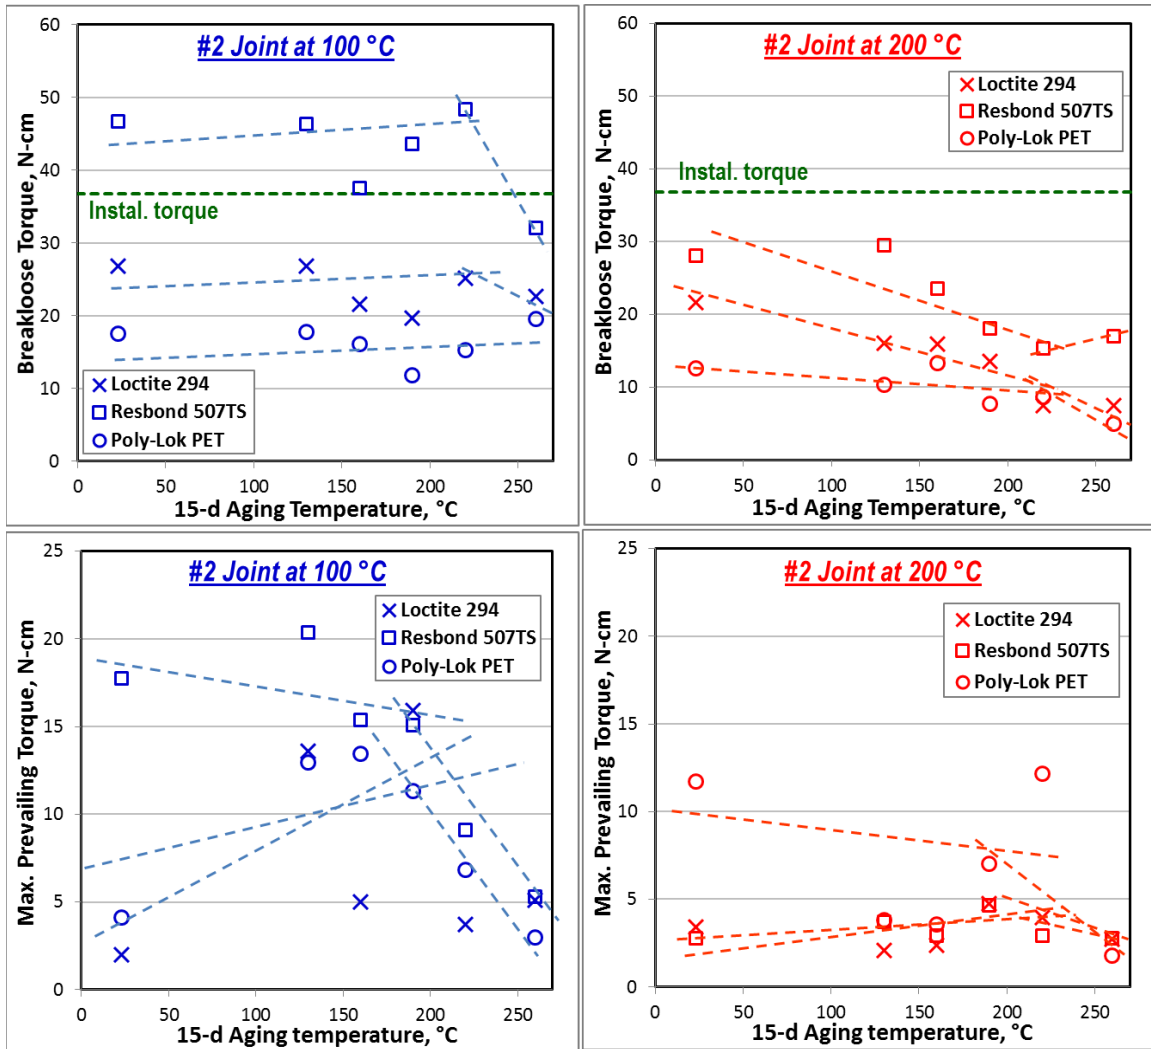 #2 Joint at 100 °C
Breakloose Torque, N-cm
60
50
40
30
20
10
0
Instal. torque
Loctite 294
Resbond 507TS
Poly-Lok PET
0 50 100 150 200 250
15-d Aging Temperature, °C
#2 Joint at 200 °C
Breakloose Torque, N-cm
60
50
40
30
20
10
0
Loctite 294
Resbond 507TS
Poly-Lok PET
Instal. torque
0 50 100 150 200 250
15-d Aging Temperature, °C
#2 Joint at 100 °C
Max. Prevailing Torque, N-cm
25
20
15
10
5
0
Loctite 294
Resbond 507TS
Poly-Lok PET
0 50 100 150 200 250
15-d Aging temperature, °C
#2 Joint at 200 °C
Max. Prevailing Torque, N-cm
25
20
15
10
5
0
Loctite 294
Resbond 507TS
Poly-Lok PET
0 50 100 150 200 250
15-d Aging temperature, °C